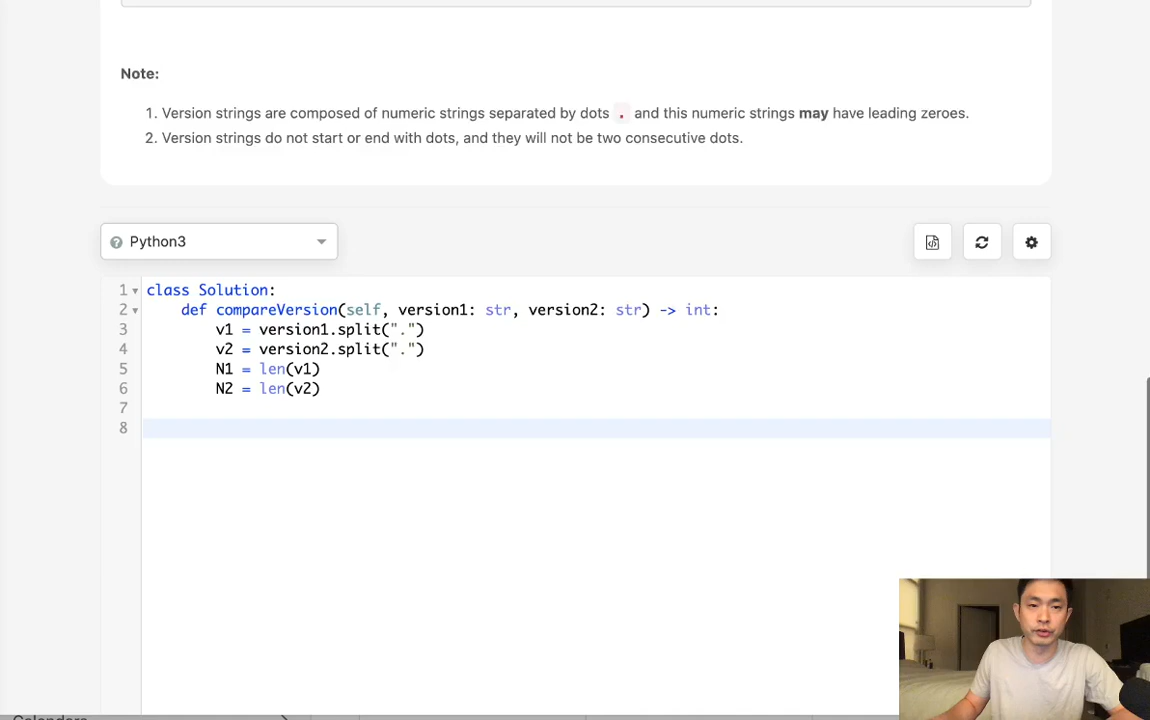 Note:
1. Version strings are composed of numeric strings separated by dots . and this numeric strings may have leading zeroes.
2. Version strings do not start or end with dots, and they will not be two consecutive dots.
Python3
1 class Solution:
2 def compareVersion(self, version1: str, version2: str) -> int:
3 v1 = version1.split(".")
4 v2 = version2.split(".")
5 N1 = len(v1)
6 N2 = len(v2)
7
8